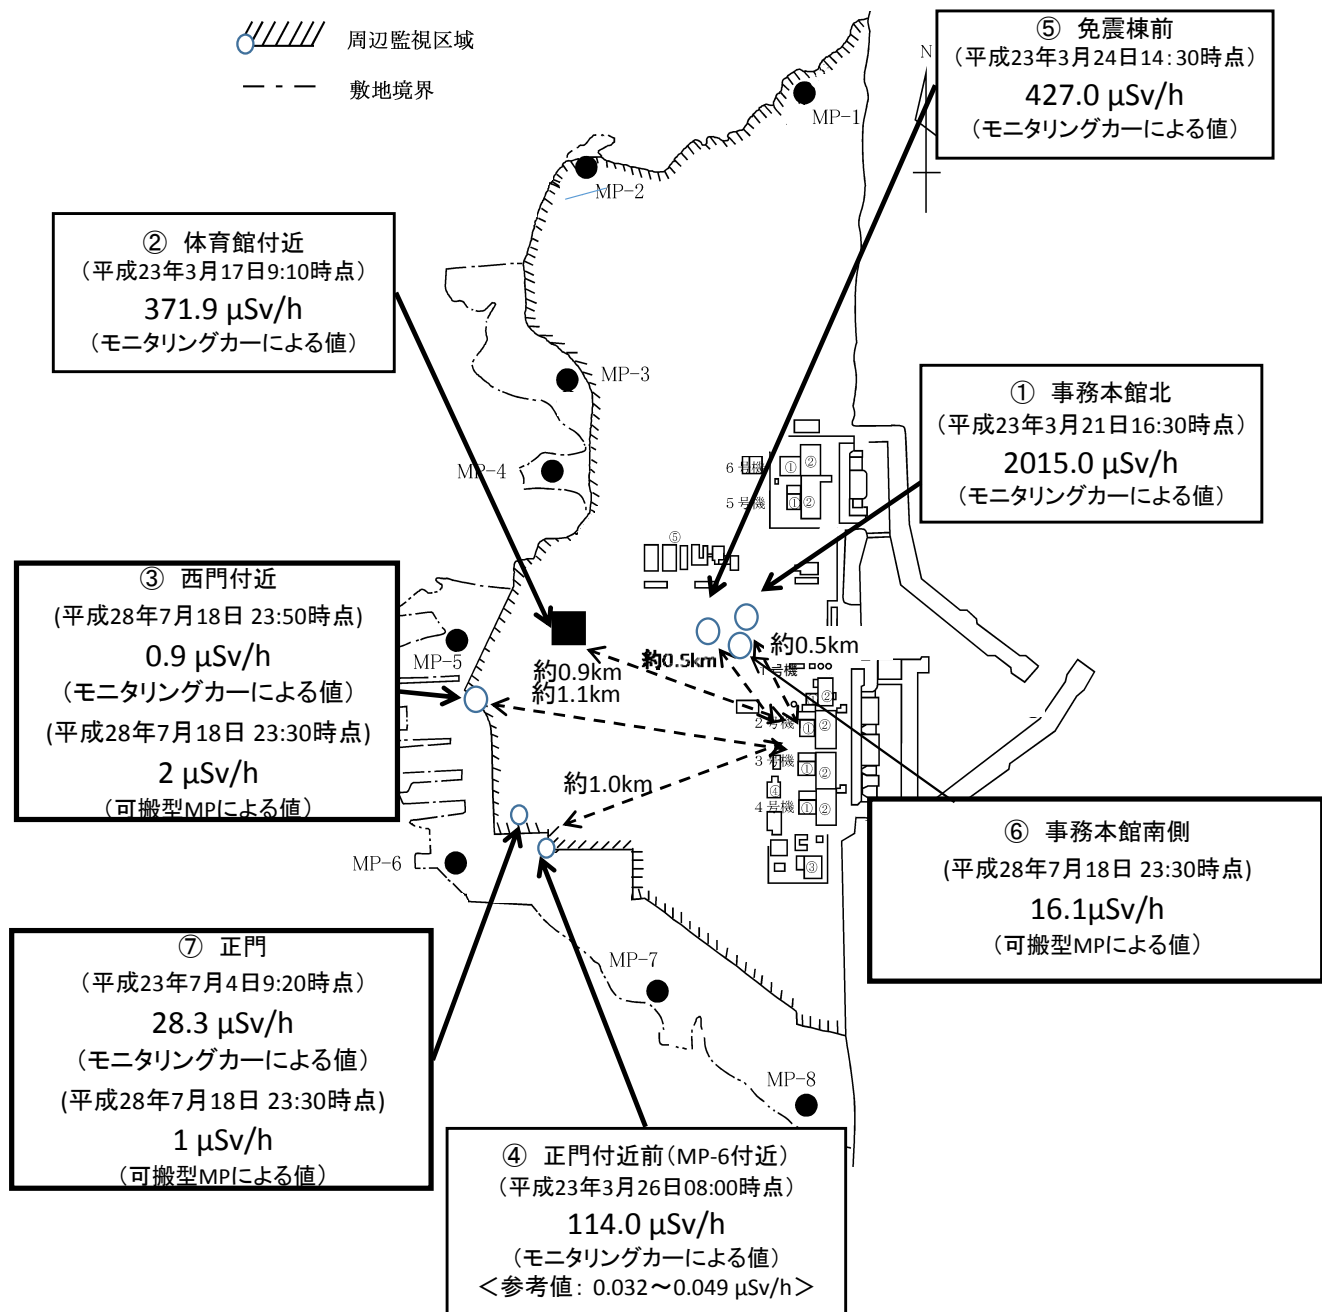 周辺監視区域
敷地境界
⑤ 免震棟前
(平成23年3月24日14:30時点)
427.0 μSv/h
(モニタリングカーによる値)
N
MP-1
MP-2
② 体育館付近
(平成23年3月17日9:10時点)
371.9 μSv/h
(モニタリングカーによる値)
MP-3
MP-4
① 事務本館北
(平成23年3月21日16:30時点)
2015.0 μSv/h
(モニタリングカーによる値)
6号機
① ②
5号機
① ②
⑤
③ 西門付近
(平成28年7月18日 23:50時点)
0.9 μSv/h
(モニタリングカーによる値)
(平成28年7月18日 23:30時点)
2 μSv/h
(可搬型MPによる値)
MP-5
約0.9km
約1.1km
約0.5km
約0.5km
1号機
②
2号機
① ②
3号機
① ②
④
4号機
① ②
③
約1.0km
MP-6
⑥ 事務本館南側
(平成28年7月18日 23:30時点)
16.1μSv/h
(可搬型MPによる値)
⑦ 正門
(平成23年7月4日9:20時点)
28.3 μSv/h
(モニタリングカーによる値)
(平成28年7月18日 23:30時点)
1 μSv/h
(可搬型MPによる値)
MP-7
MP-8
④ 正門付近前(MP-6付近)
(平成23年3月26日08:00時点)
114.0 μSv/h
(モニタリングカーによる値)
<参考値: 0.032～0.049 μSv/h>